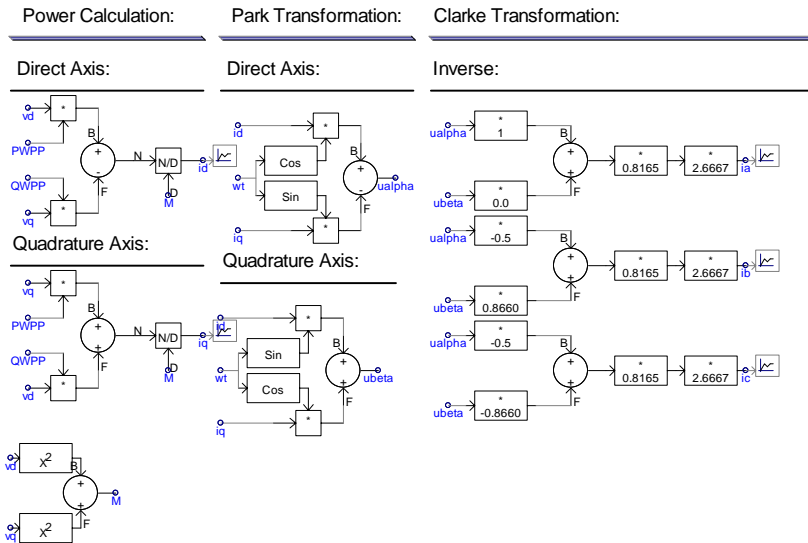 Power Calculation:
Park Transformation:
Clarke Transformation:
Direct Axis:
vd
*
PWPP
B
+
-
N
N/D
id
QWPP
F
D
M
vq
*
Quadrature Axis:
vq
*
PWPP
B
+
+
N
N/D
iq
QWPP
F
D
M
vd
*
vd
X2
B
+
+
M
vq
X2
F
Direct Axis:
id
*
Cos
B
+
-
ualpha
wt
Sin
F
iq
*
Quadrature Axis:
id
*
Sin
B
+
+
ubeta
wt
Cos
F
iq
*
Inverse:
ualpha
*
1
B
+
+
*
0.8165
*
2.6667
ia
ubeta
*
0.0
F
ualpha
*
-0.5
B
+
+
*
0.8165
*
2.6667
ib
ubeta
*
0.8660
F
ualpha
*
-0.5
B
+
+
*
0.8165
*
2.6667
ic
ubeta
*
-0.8660
F